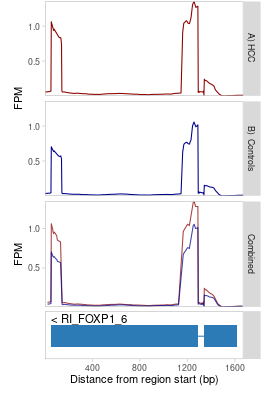 1.0
0.5
A) HCC
FPM
1.0
0.5
B) Controls
1.0
0.5
FPM
Combined
< RI_FOXP1_6
400 800 1200 1600
Distance from region start (bp)